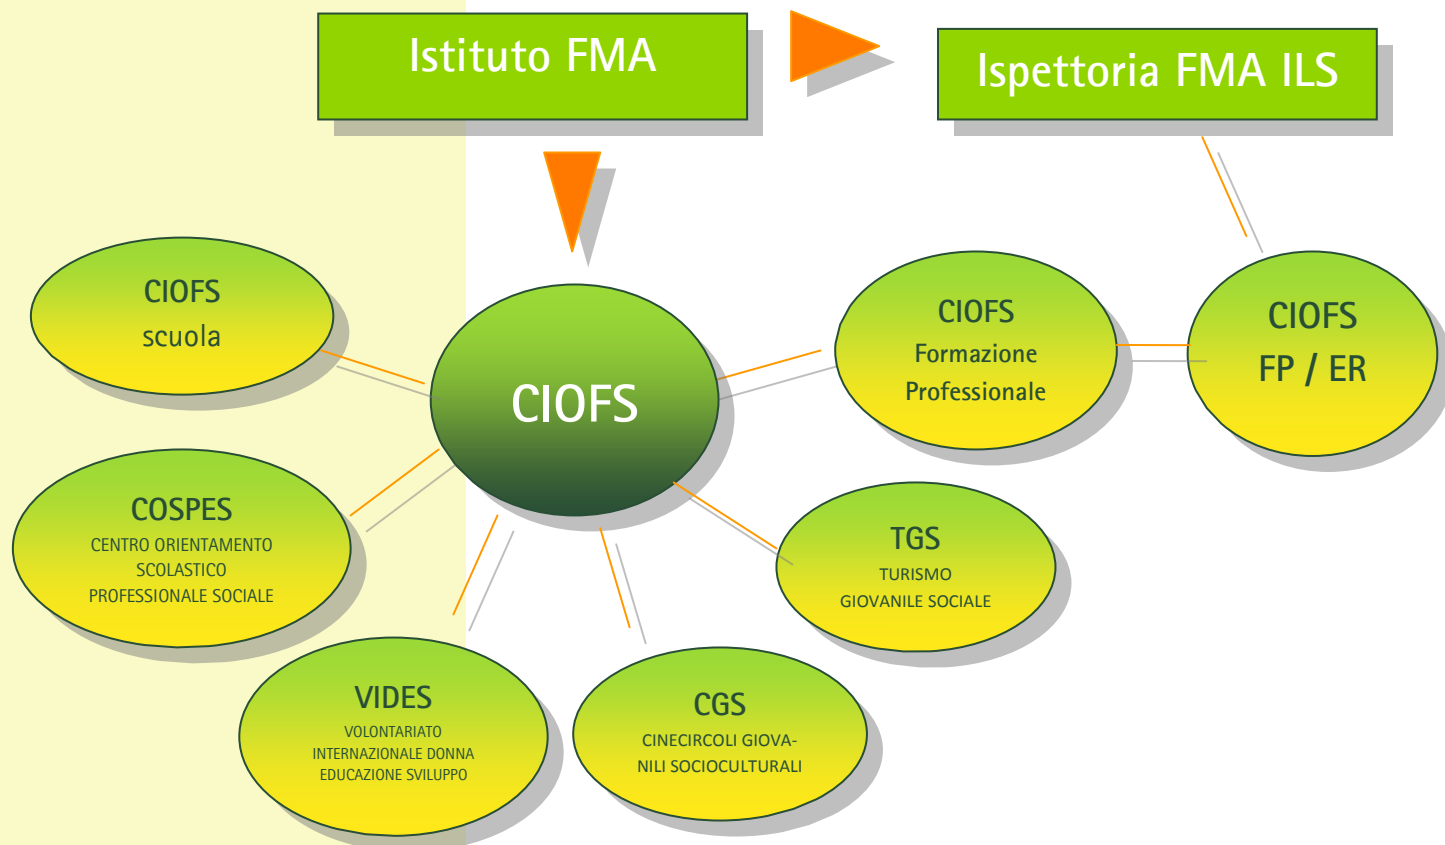 Istituto FMA
Ispettoria FMA ILS
CIOFS
scuola
CIOFS
CIOFS
Formazione
Professionale
CIOFS
FP / ER
COSPES
CENTRO ORIENTAMENTO
SCOLASTICO
PROFESSIONALE SOCIALE
TGS
TURISMO
GIOVANILE SOCIALE
VIDES
VOLONTARIATO
INTERNAZIONALE DONNA
EDUCAZIONE SVILUPPO
CGS
CINECIRCOLI GIOVA-
NILI SOCIOCULTURALI